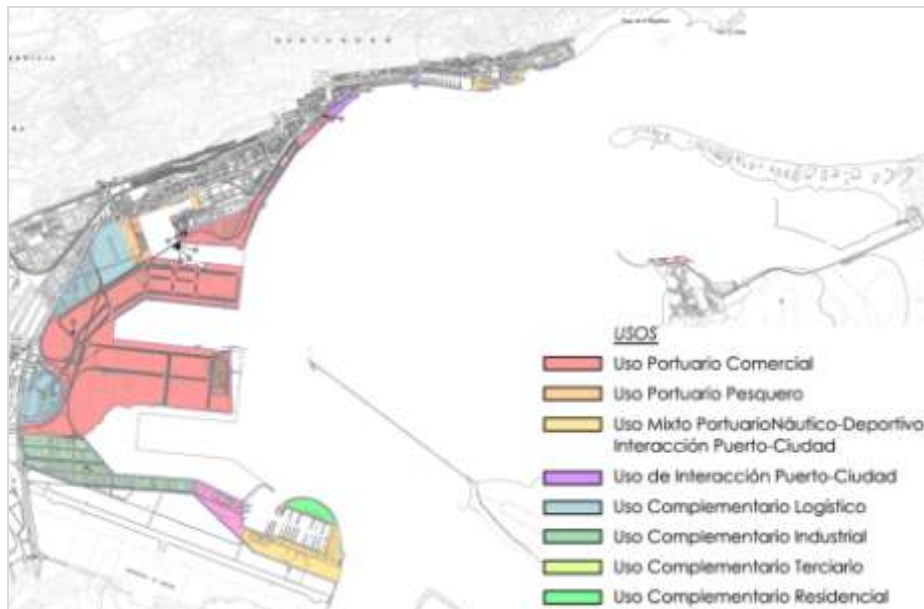 SANTANDER
USOS
Uso Portuario Comercial
Uso Portuario Pesquero
Uso Mixto PortuarioNáutico-Deportivo
Interacción Puerto-Ciudad
Uso de Interacción Puerto-Ciudad
Uso Complementario Logístico
Uso Complementario Industrial
Uso Complementario Terciario
Uso Complementario Residencial